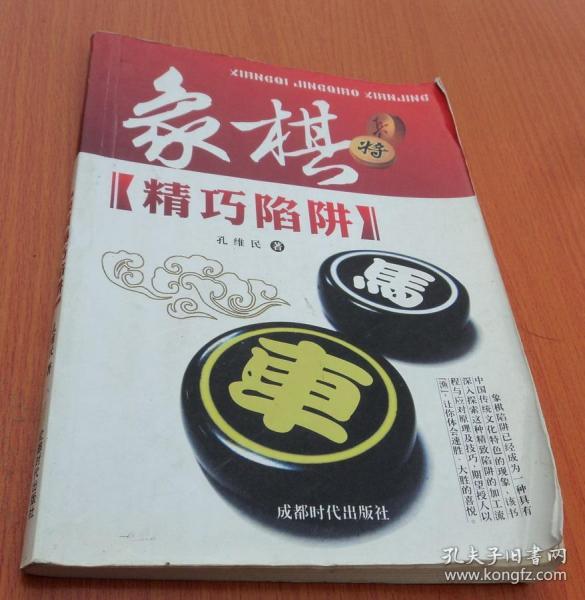 XIANGQI JINGQIAO XIANJING
象棋
兵
将
【精巧陷阱】
孔维民 著
馬
車
象棋陷阱已经成为一种具有
中国传统文化特色的现象，该书
深入探索这种精致陷阱的加工流
程与应对原理及技巧，期望授人以
“渔”，让你体会速胜、大胜的喜悦。
成都时代出版社
孔夫子旧书网
www.kongfz.com